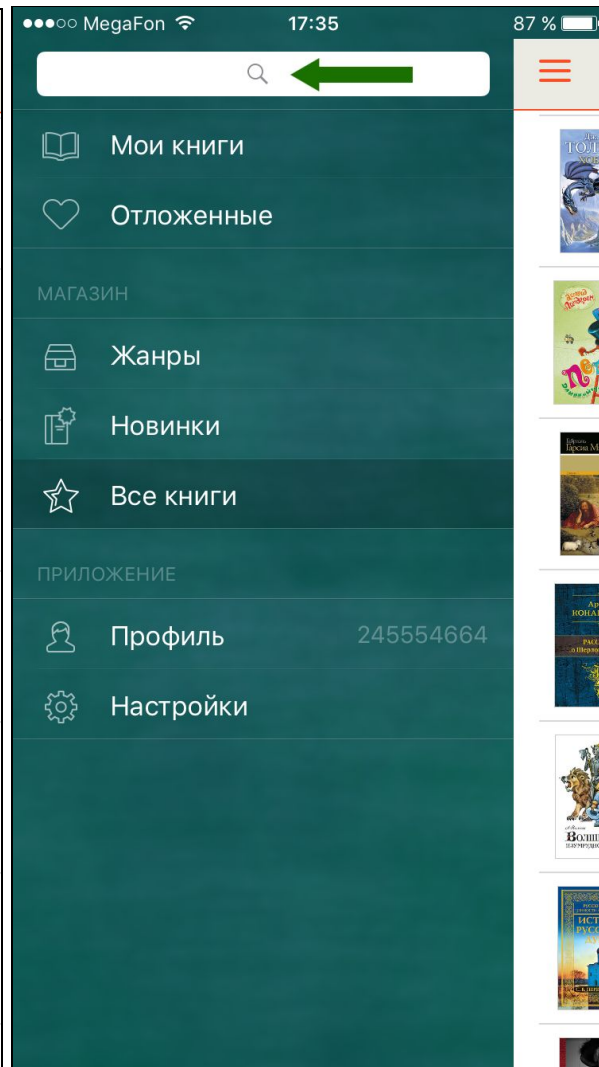 MegaFon 17:35 87 %
Мои книги
Отложенные
МАГАЗИН
Жанры
Новинки
Все книги
ПРИЛОЖЕНИЕ
Профиль 245554664
Настройки